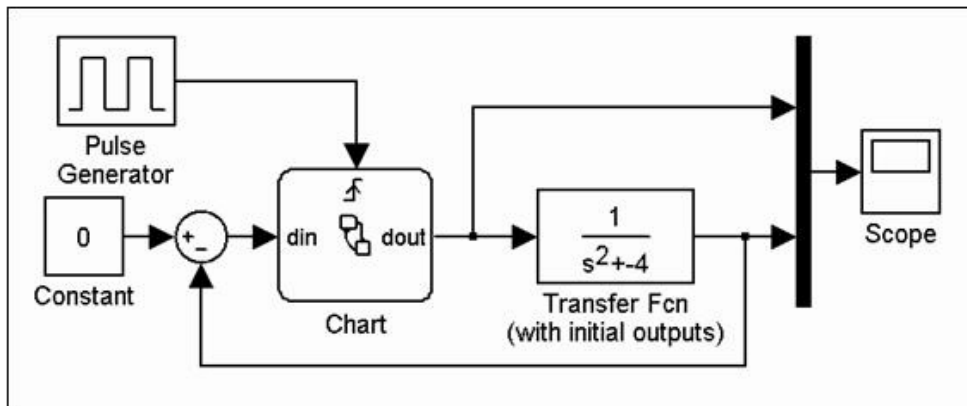 Pulse
Generator
0
Constant
+
−
din
dout
Chart
1
s²+-4
Transfer Fcn
(with initial outputs)
Scope